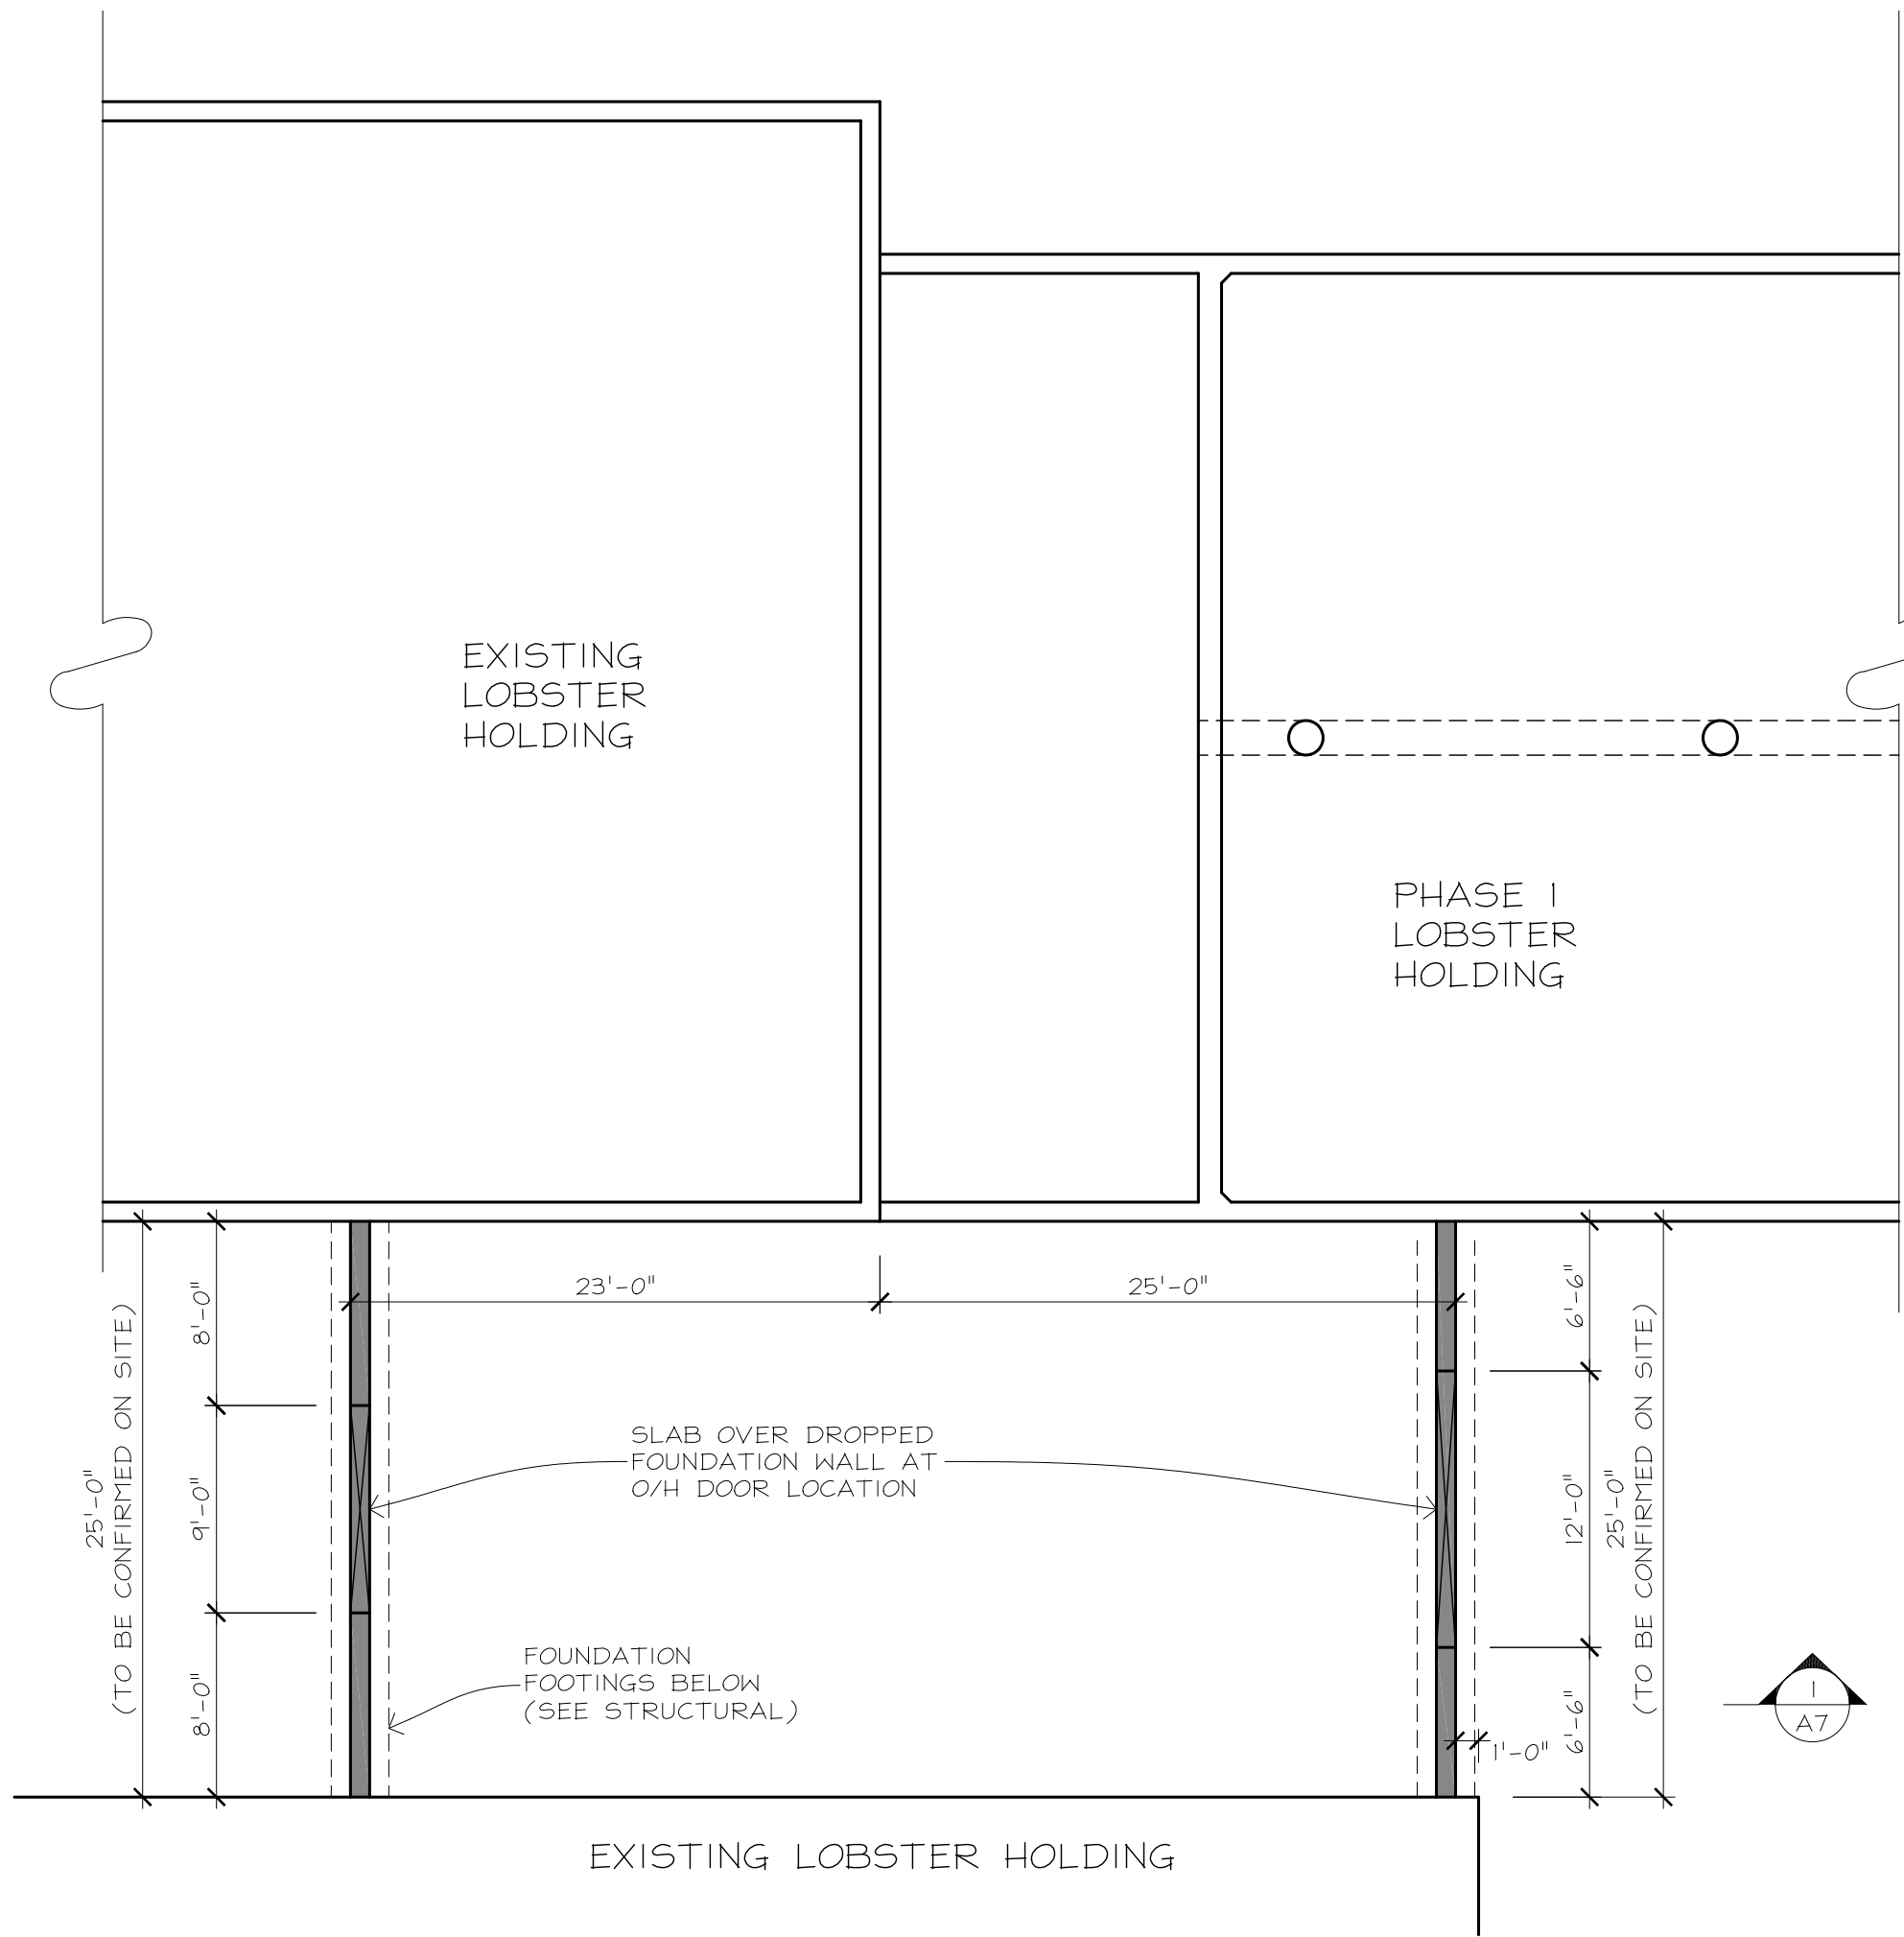 EXISTING
LOBSTER
HOLDING
PHASE 1
LOBSTER
HOLDING
23'-0"
25'-0"
8'-0"
9'-0"
8'-0"
25'-0"
(TO BE CONFIRMED ON SITE)
6'-6"
12'-0"
6'-6"
25'-0"
(TO BE CONFIRMED ON SITE)
SLAB OVER DROPPED
FOUNDATION WALL AT
O/H DOOR LOCATION
FOUNDATION
FOOTINGS BELOW
(SEE STRUCTURAL)
1'-0"
1
A7
EXISTING LOBSTER HOLDING